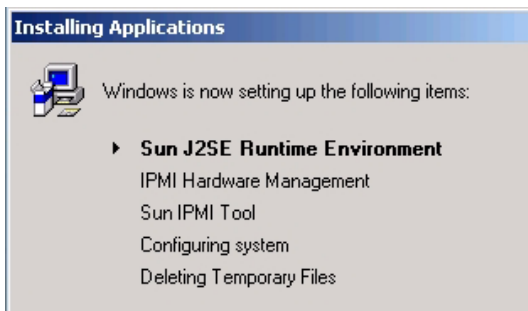 Installing Applications
Windows is now setting up the following items:
Sun J2SE Runtime Environment
IPMI Hardware Management
Sun IPMI Tool
Configuring system
Deleting Temporary Files